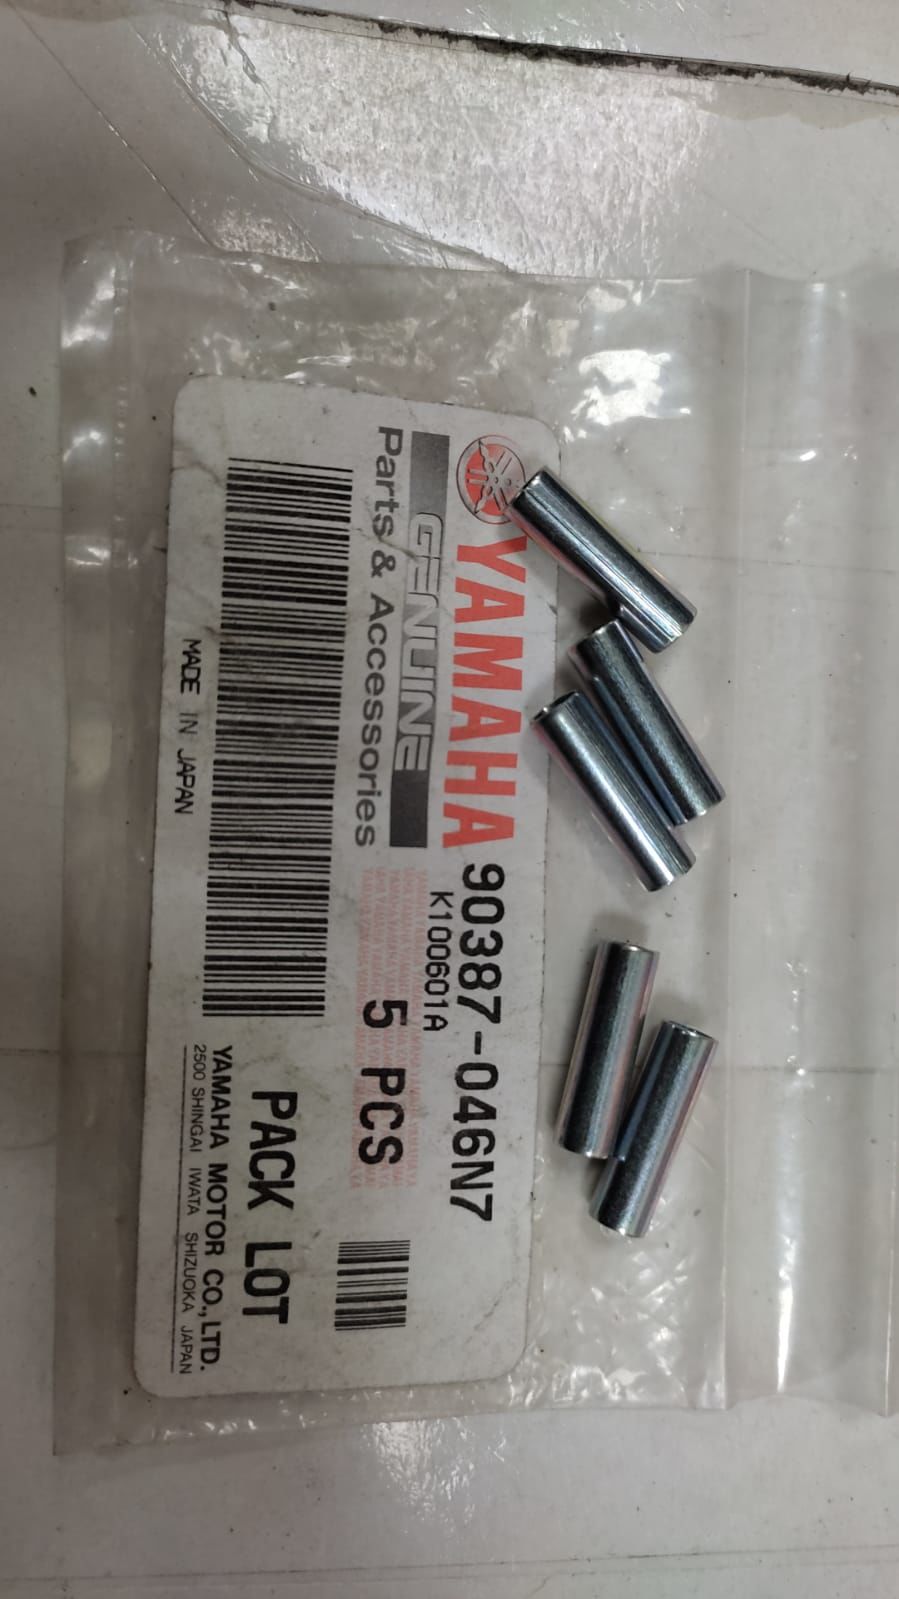 YAMAHA
GENUINE
Parts & Accessories
MADE IN JAPAN
90387-046N7
K100601A
5 PCS
PACK LOT
YAMAHA MOTOR CO., LTD.
2500 SHINGAI IWATA SHIZUOKA JAPAN